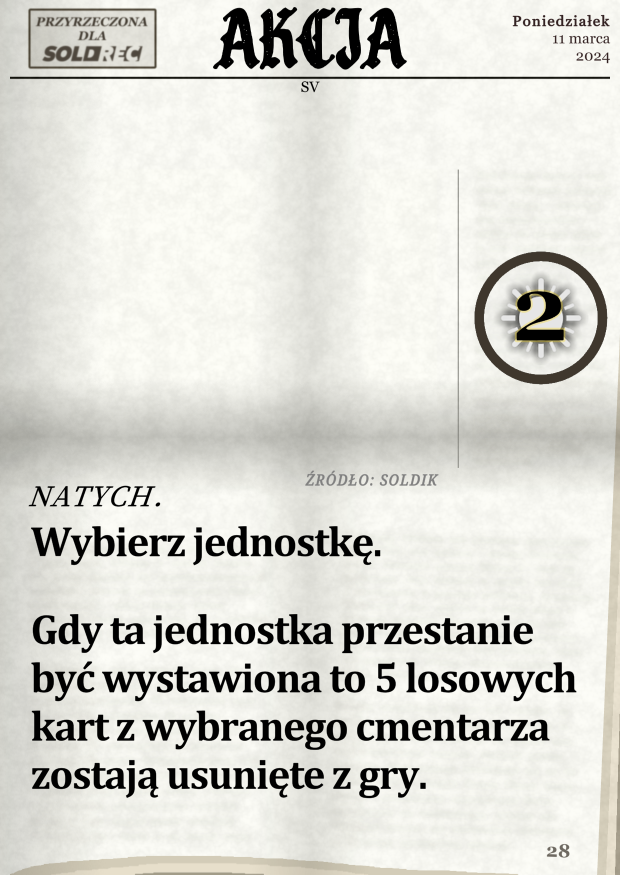 PRZYRZECZONA
DLA
SOLDREC
AKCJA
Poniedziałek
11 marca
2024
SV
2
ŹRÓDŁO: SOLDIK
NATYCH.
Wybierz jednostkę.
Gdy ta jednostka przestanie
być wystawiona to 5 losowych
kart z wybranego cmentarza
zostają usunięte z gry.
28